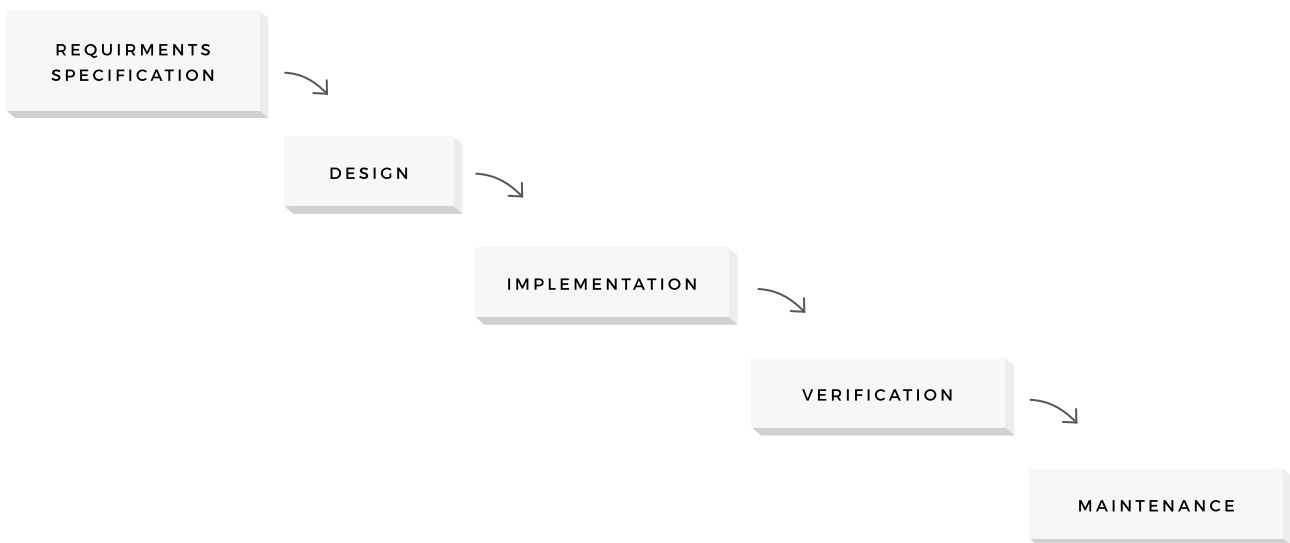 REQUIRMENTS
SPECIFICATION
DESIGN
IMPLEMENTATION
VERIFICATION
MAINTENANCE